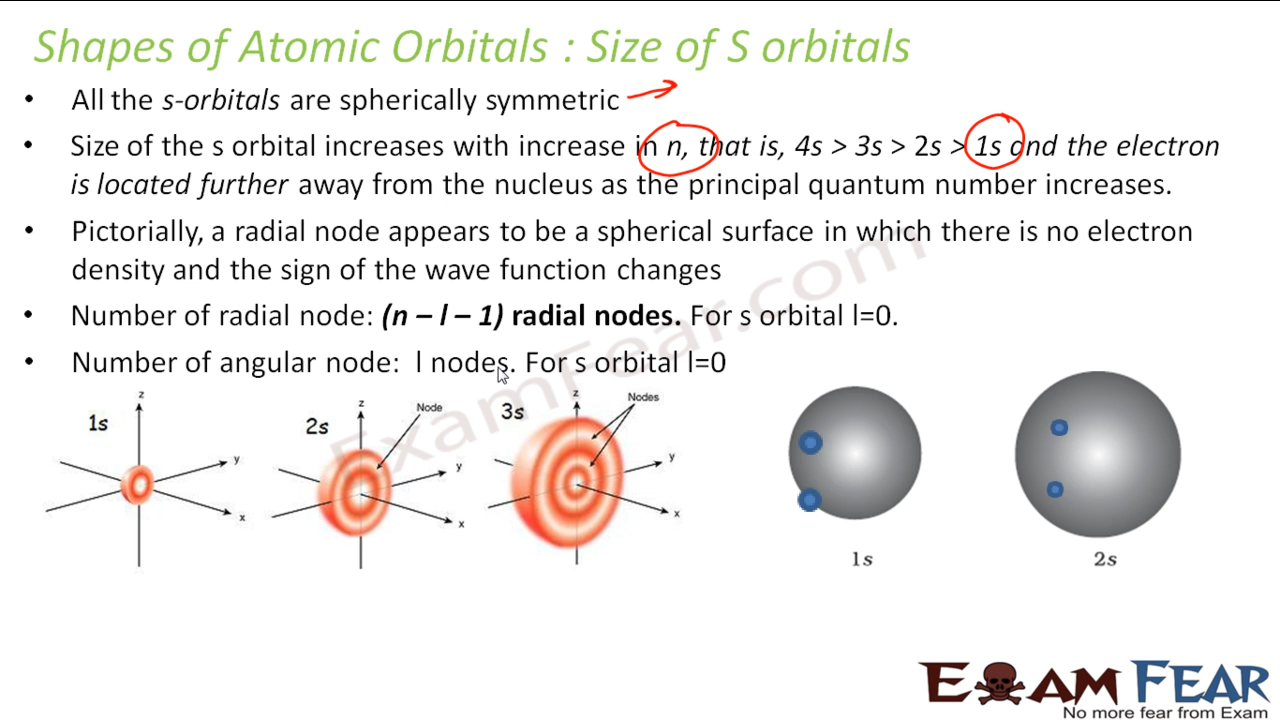 Shapes of Atomic Orbitals : Size of S orbitals
• All the s-orbitals are spherically symmetric
• Size of the s orbital increases with increase in n, that is, 4s > 3s > 2s > 1s and the electron
is located further away from the nucleus as the principal quantum number increases.
• Pictorially, a radial node appears to be a spherical surface in which there is no electron
density and the sign of the wave function changes
• Number of radial node: (n – l – 1) radial nodes. For s orbital l=0.
• Number of angular node: l nodes. For s orbital l=0
ExamFear.com
1s
z
y
x
2s
z
Node
y
x
3s
z
Nodes
y
x
1s
2s
EXAM FEAR
No more fear from Exam